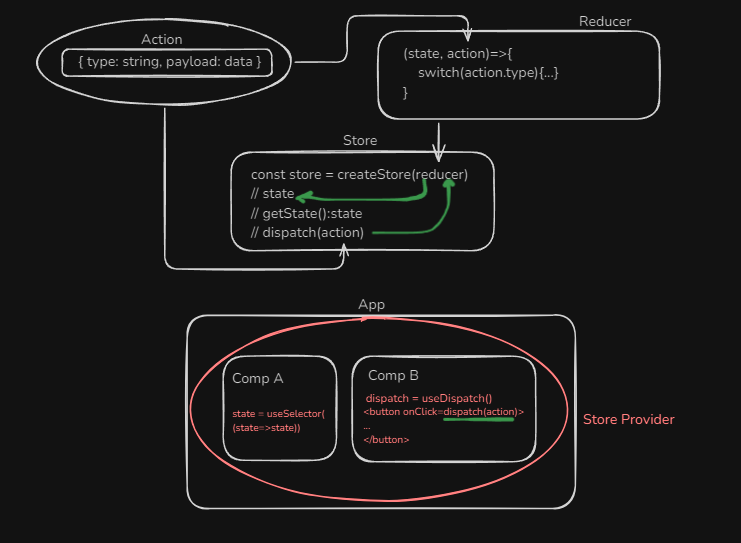 Action
{ type: string, payload: data }
Reducer
(state, action)=>{
switch(action.type){...}
}
Store
const store = createStore(reducer)
// state
// getState():state
// dispatch(action)
App
Comp A
state = useSelector(
(state=>state))
Comp B
dispatch = useDispatch()
<button onClick=dispatch(action)>
...
</button>
Store Provider